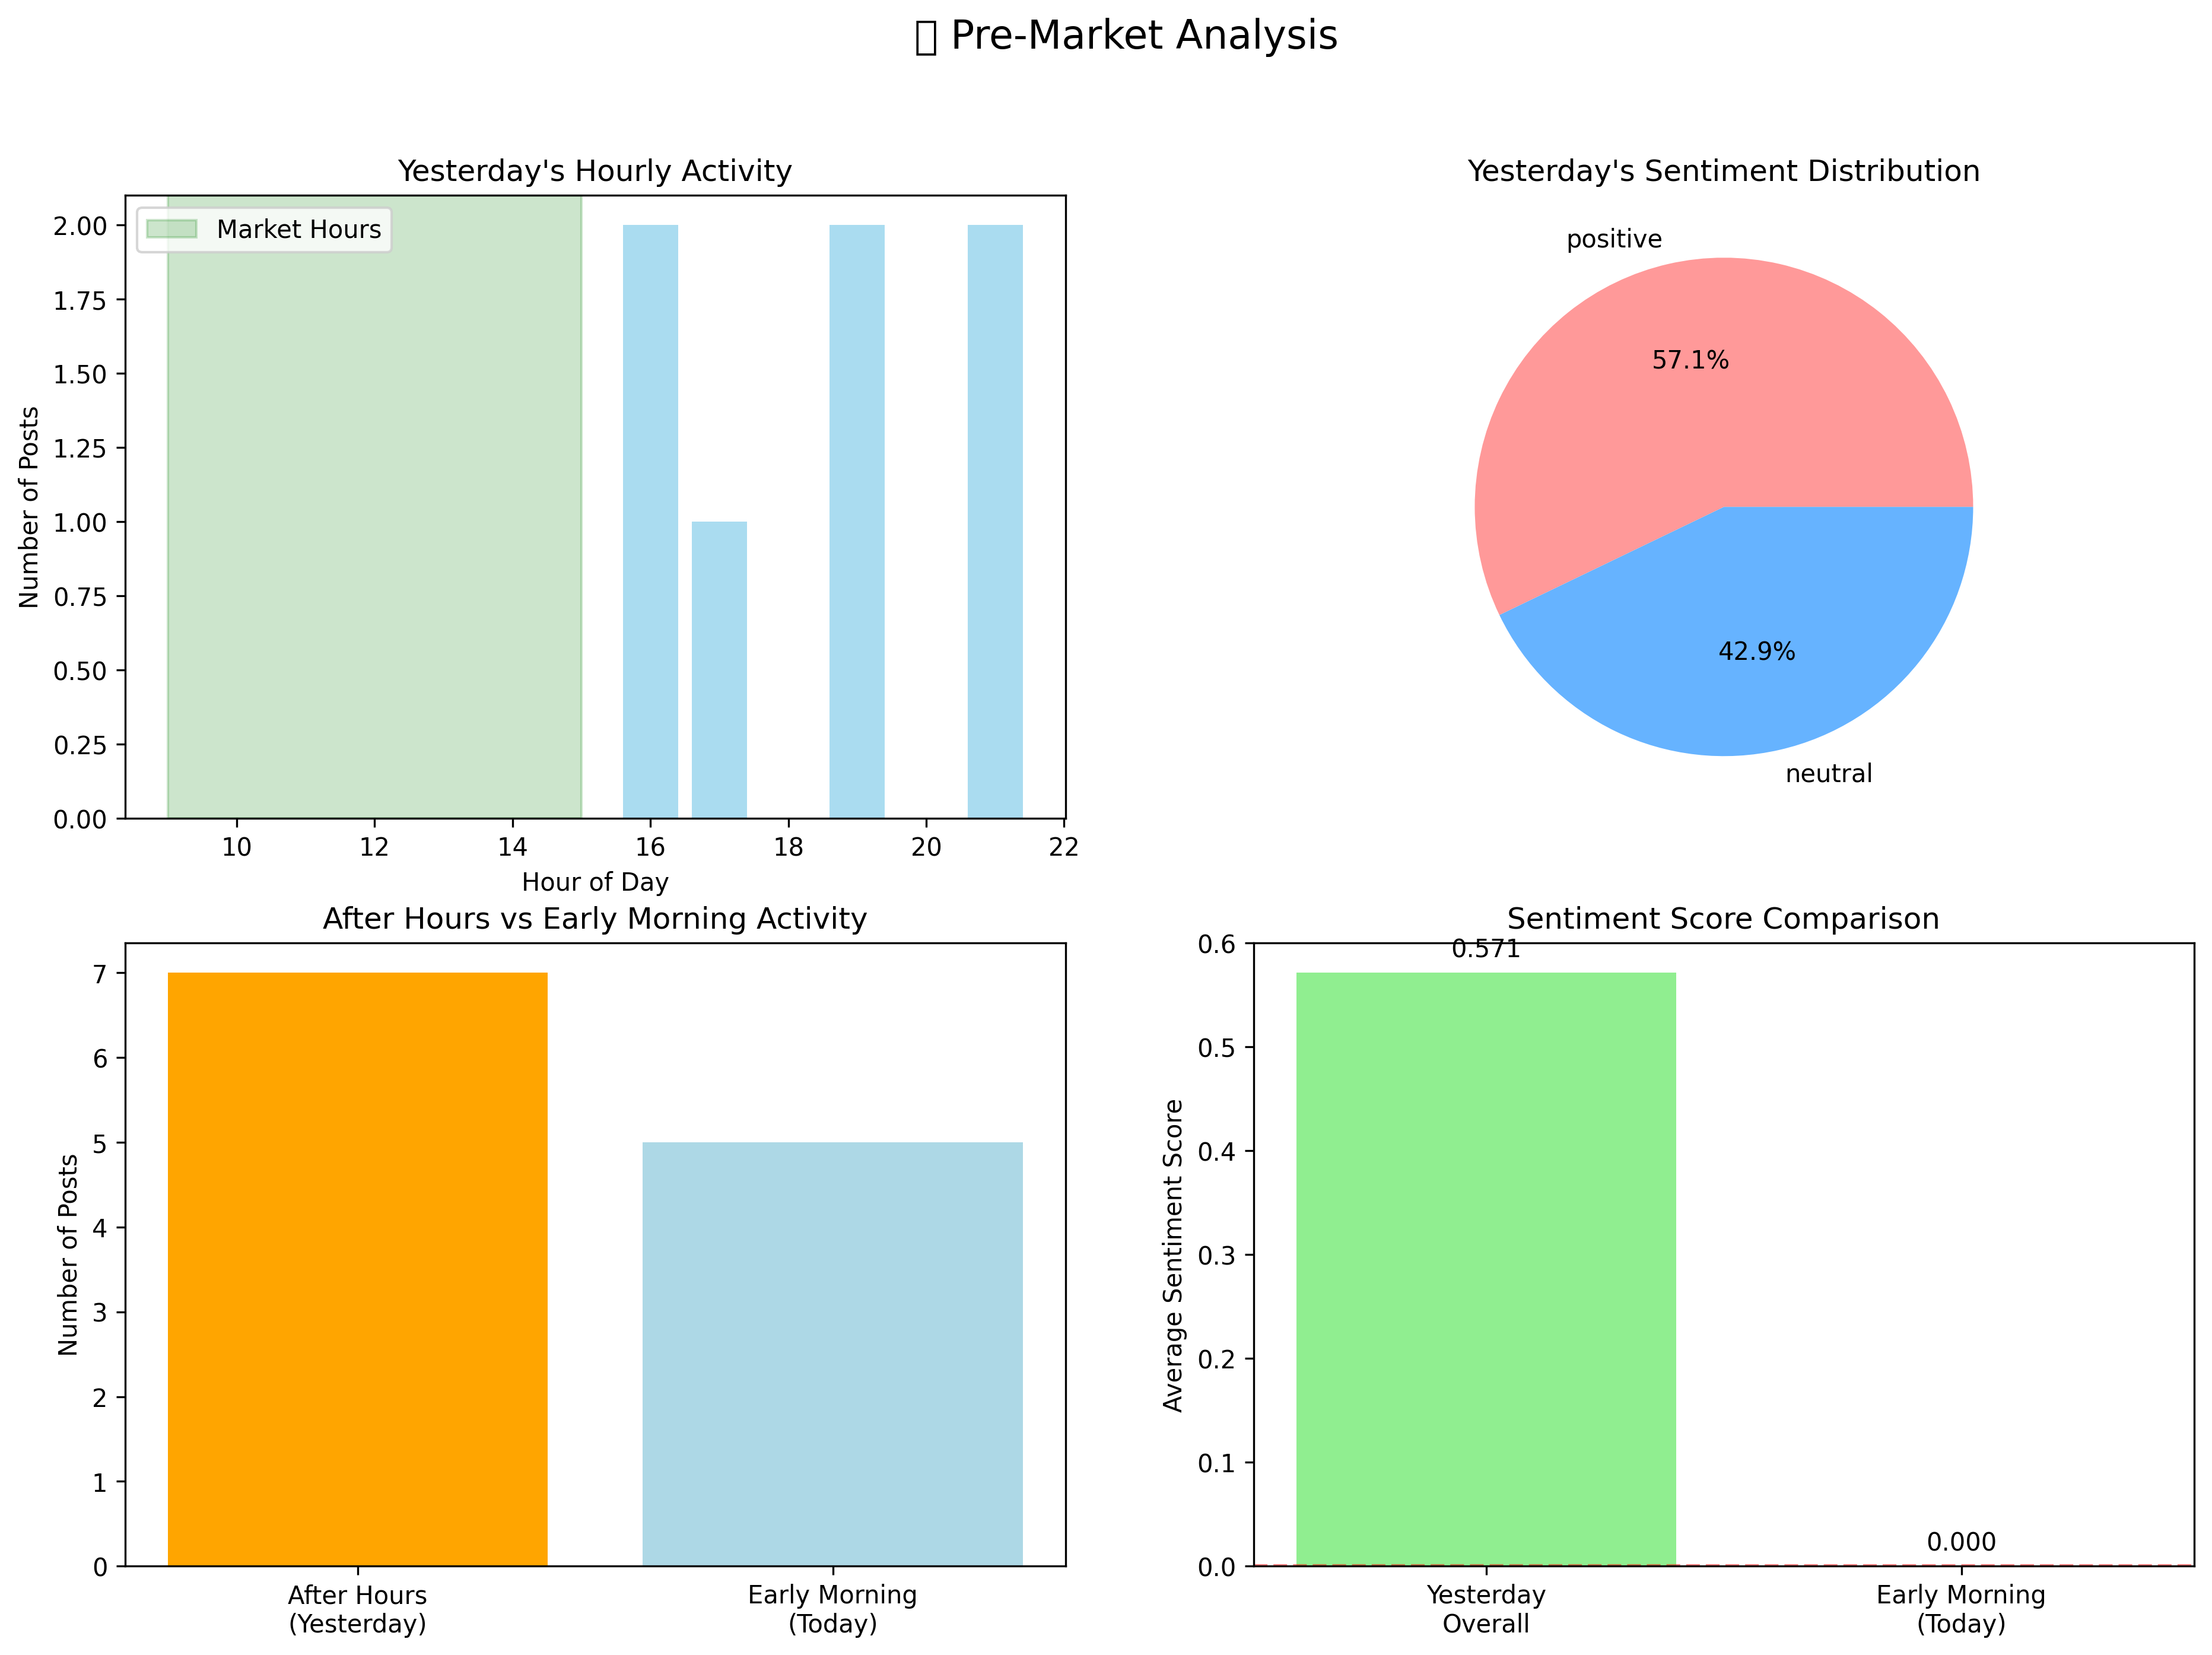 Pre-Market Analysis
Yesterday's Hourly Activity
Market Hours
Number of Posts
2.00
1.75
1.50
1.25
1.00
0.75
0.50
0.25
0.00
10 12 14 16 18 20 22
Hour of Day
Yesterday's Sentiment Distribution
positive
57.1%
42.9%
neutral
After Hours vs Early Morning Activity
Number of Posts
7
6
5
4
3
2
1
0
After Hours
(Yesterday)
Early Morning
(Today)
Sentiment Score Comparison
Average Sentiment Score
0.6
0.5
0.4
0.3
0.2
0.1
0.0
0.571
0.000
Yesterday
Overall
Early Morning
(Today)